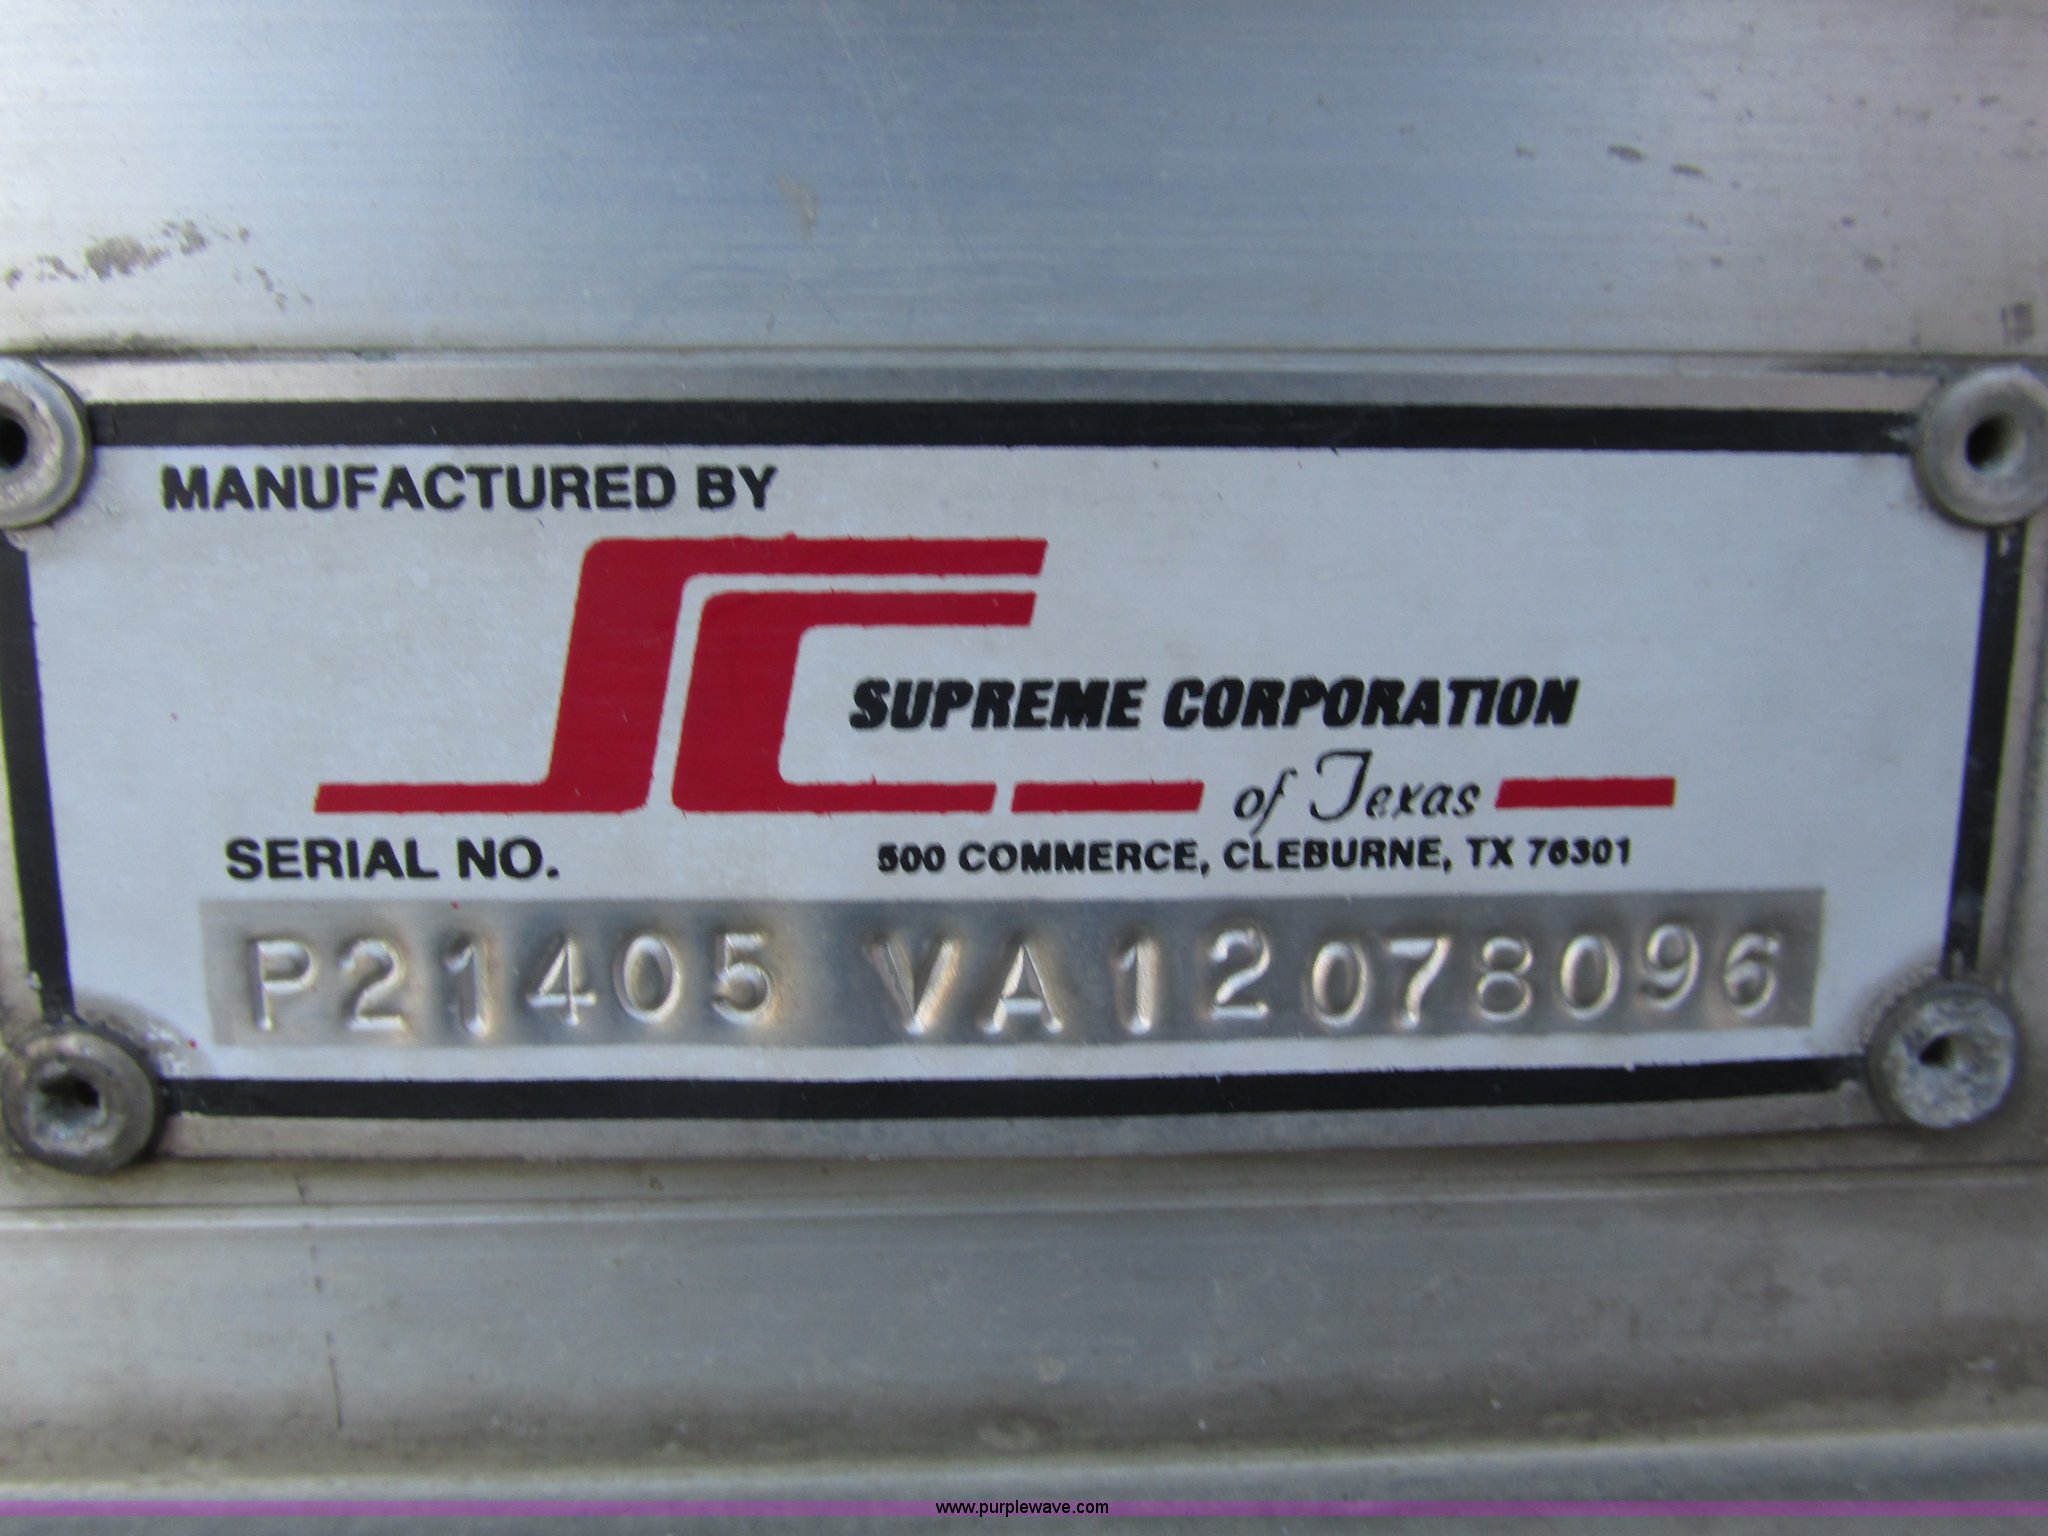 MANUFACTURED BY
SC
SUPREME CORPORATION
of Texas
SERIAL NO.
500 COMMERCE, CLEBURNE, TX 76301
P21405 VA12078096
www.purplewave.com